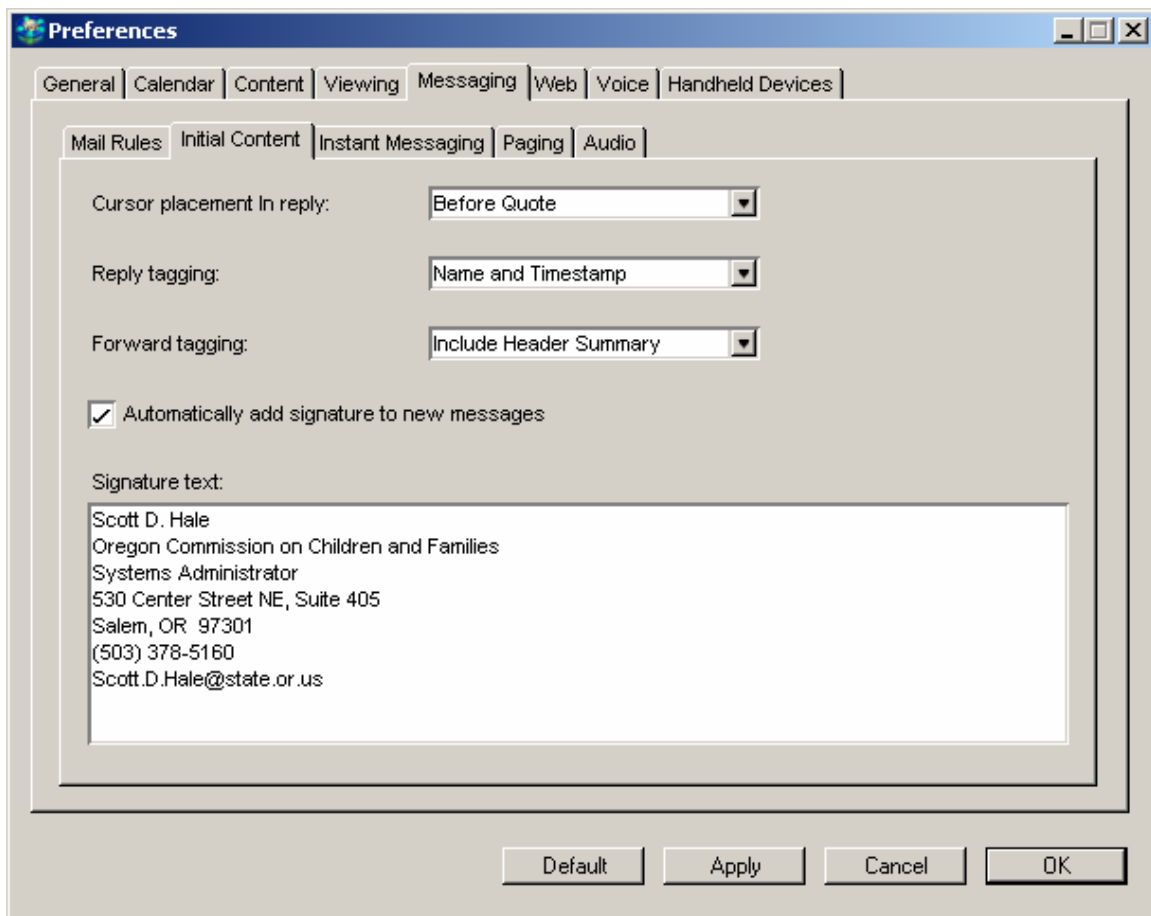 Preferences
General Calendar Content Viewing Messaging Web Voice Handheld Devices
Mail Rules Initial Content Instant Messaging Paging Audio
Cursor placement In reply: Before Quote
Reply tagging: Name and Timestamp
Forward tagging: Include Header Summary
Automatically add signature to new messages
Signature text:
Scott D. Hale
Oregon Commission on Children and Families
Systems Administrator
530 Center Street NE, Suite 405
Salem, OR  97301
(503) 378-5160
Scott.D.Hale@state.or.us
Default Apply Cancel OK